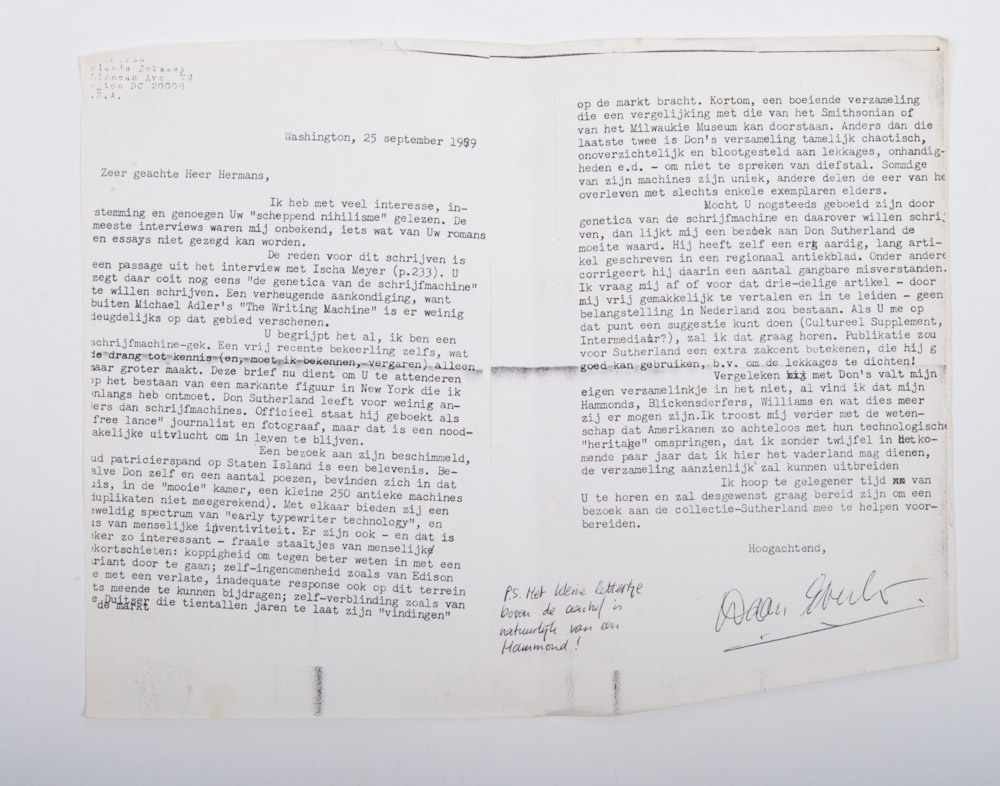 ton DC 20008
.S.A.
Washington, 25 september 1989
Zeer geachte Heer Hermans,
Ik heb met veel interesse, in-
stemming en genoegen Uw "scheppend nihilisme" gelezen. De
meeste interviews waren mij onbekend, iets wat van Uw romans
en essays niet gezegd kan worden.
De reden voor dit schrijven is
een passage uit het interview met Ischa Meyer (p.233). U
zegt daar ooit nog eens "de genetica van de schrijfmachine"
te willen schrijven. Een verheugende aankondiging, want
buiten Michael Adler's "The Writing Machine" is er weinig
deugdelijks op dat gebied verschenen.
U begrijpt het al, ik ben een
schrijfmachine-gek. Een vrij recente bekeerling zelfs, wat
ie drang tot kennis (en, moet ik bekennen, vergaren) alleen
maar groter maakt. Deze brief nu dient om U te attenderen
op het bestaan van een markante figuur in New York die ik
onlangs heb ontmoet. Don Sutherland leeft voor weinig an-
ders dan schrijfmachines. Officieel staat hij geboekt als
free lance" journalist en fotograaf, maar dat is een nood-
akelijke uitvlucht om in leven te blijven.
Een bezoek aan zijn beschimmeld,
ud patricierspand op Staten Island is een belevenis. Be-
alve Don zelf en een aantal poezen, bevinden zich in dat
uis, in de "mooie" kamer, een kleine 250 antieke machines
duplikaten niet meegerekend). Met elkaar bieden zij een
eweldig spectrum van "early typewriter technology", en
is van menselijke inventiviteit. Er zijn ook - en dat is
ker zo interessant - fraaie staaltjes van menselijke
ekortschieten: koppigheid om tegen beter weten in met een
riant door te gaan; zelf-ingenomenheid zoals van Edison
e met een verlate, inadequate response ook op dit terrein
ts meende te kunnen bijdragen; zelf-verblinding zoals van
e Duitser die tientallen jaren te laat zijn "vindingen"
de markt
op de markt bracht. Kortom, een boeiende verzameling
die een vergelijking met die van het Smithsonian of
van het Milwaukie Museum kan doorstaan. Anders dan die
laatste twee is Don's verzameling tamelijk chaotisch,
onoverzichtelijk en blootgesteld aan lekkages, onhandig-
heden e.d. - om niet te spreken van diefstal. Sommige
van zijn machines zijn uniek, andere delen de eer van he
overleven met slechts enkele exemplaren elders.
Mocht U nogsteeds geboeid zijn door
genetica van de schrijfmachine en daarover willen schrij
ven, dan lijkt mij een bezoek aan Don Sutherland de
moeite waard. Hij heeft zelf een erg aardig, lang arti-
kel geschreven in een regionaal antiekblad. Onder andere
corrigeert hij daarin een aantal gangbare misverstanden.
Ik vraag mij af of voor dat drie-delige artikel - door
mij vrij gemakkelijk te vertalen en in te leiden - geen
belangstelling in Nederland zou bestaan. Als U me op
dat punt een suggestie kunt doen (Cultureel Supplement,
Intermediair?), zal ik dat graag horen. Publikatie zou
voor Sutherland een extra zakcent betekenen, die hij g
goed kan gebruiken, b.v. om de lekkages te dichten!
Vergeleken met Don's valt mijn
eigen verzamelinkje in het niet, al vind ik dat mijn
Hammonds, Blickensderfers, Williams en wat dies meer
zij er mogen zijn.Ik troost mij verder met de weten-
schap dat Amerikanen zo achteloos met hun technologische
"heritage" omspringen, dat ik zonder twijfel in hetko-
mende paar jaar dat ik hier het vaderland mag dienen,
de verzameling aanzienlijk zal kunnen uitbreiden
Ik hoop te gelegener tijd van
U te horen en zal desgewenst graag bereid zijn om een
bezoek aan de collectie-Sutherland mee te helpen voor-
bereiden.
Hoogachtend,
P.S. Het kleine lettertje
boven de aanhef is
natuurlijk van een
Hammond!
Daan